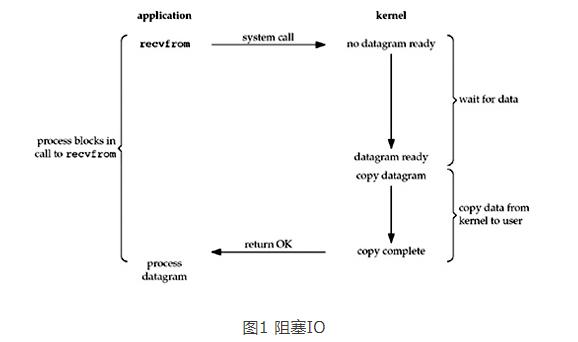 application
kernel
recvfrom
system call
no datagram ready
wait for data
process blocks in
call to recvfrom
datagram ready
copy datagram
copy data from
kernel to user
return OK
copy complete
process
datagram
图1 阻塞IO